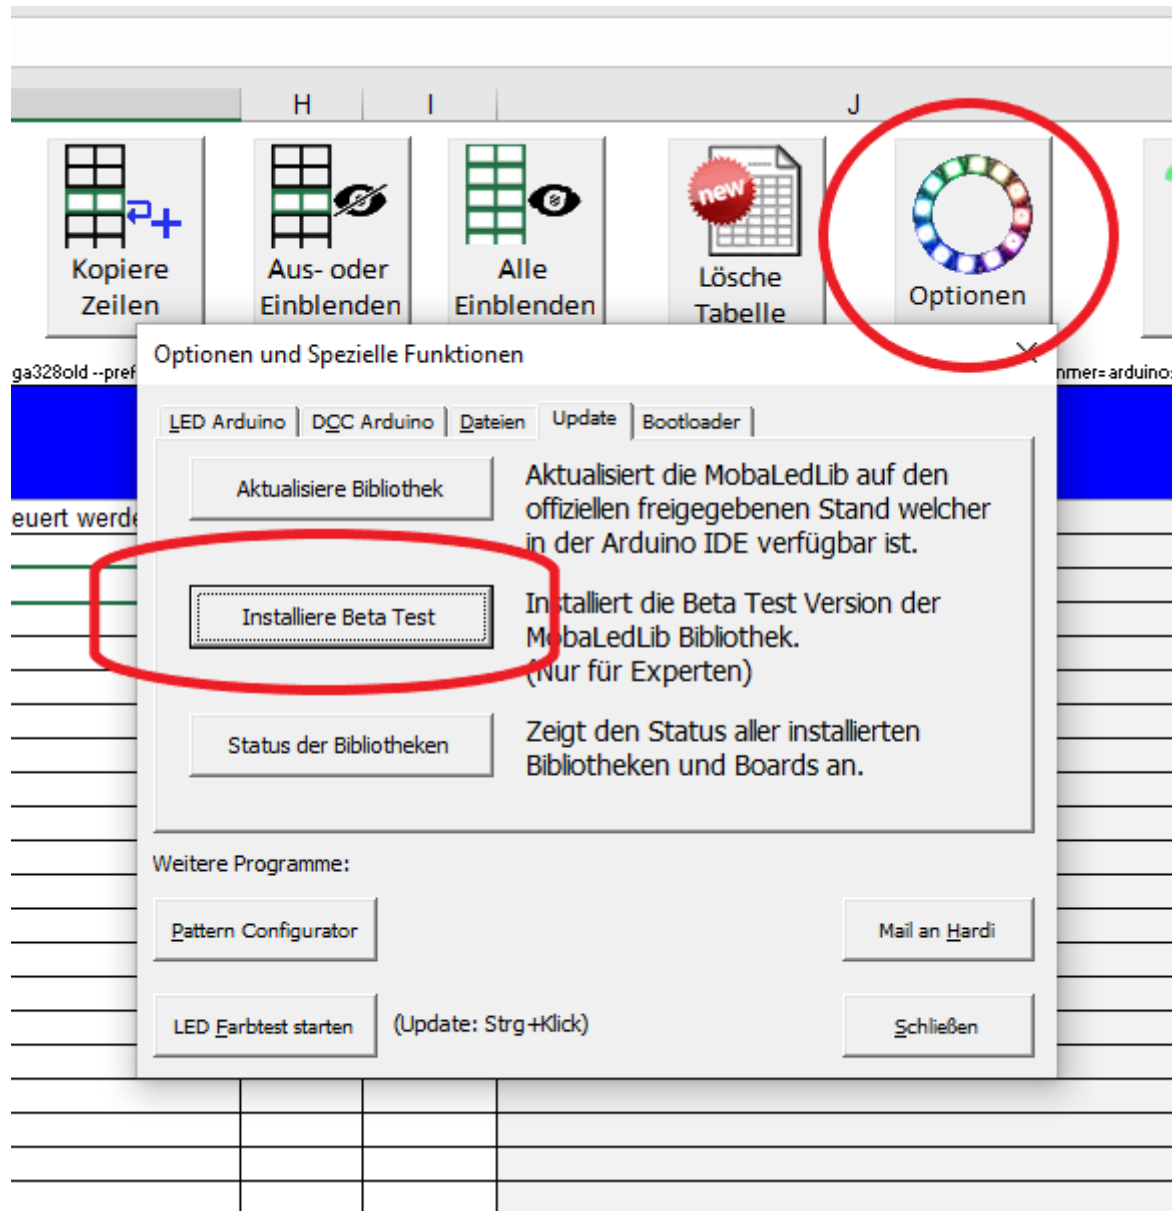 H I J
new
Kopiere
Zeilen
Aus- oder
Einblenden
Alle
Einblenden
Lösche
Tabelle
Optionen
Optionen und Spezielle Funktionen
ga328old --pref
mmer=arduino:
LED Arduino DCC Arduino Dateien Update Bootloader
Aktualisiere Bibliothek
Aktualisiert die MobaLedLib auf den
offiziellen freigegebenen Stand welcher
in der Arduino IDE verfügbar ist.
euert werde
Installiere Beta Test
Installiert die Beta Test Version der
MobaLedLib Bibliothek.
(Nur für Experten)
Status der Bibliotheken
Zeigt den Status aller installierten
Bibliotheken und Boards an.
Weitere Programme:
Pattern Configurator
Mail an Hardi
LED Farbtest starten
(Update: Strg+Klick)
Schließen